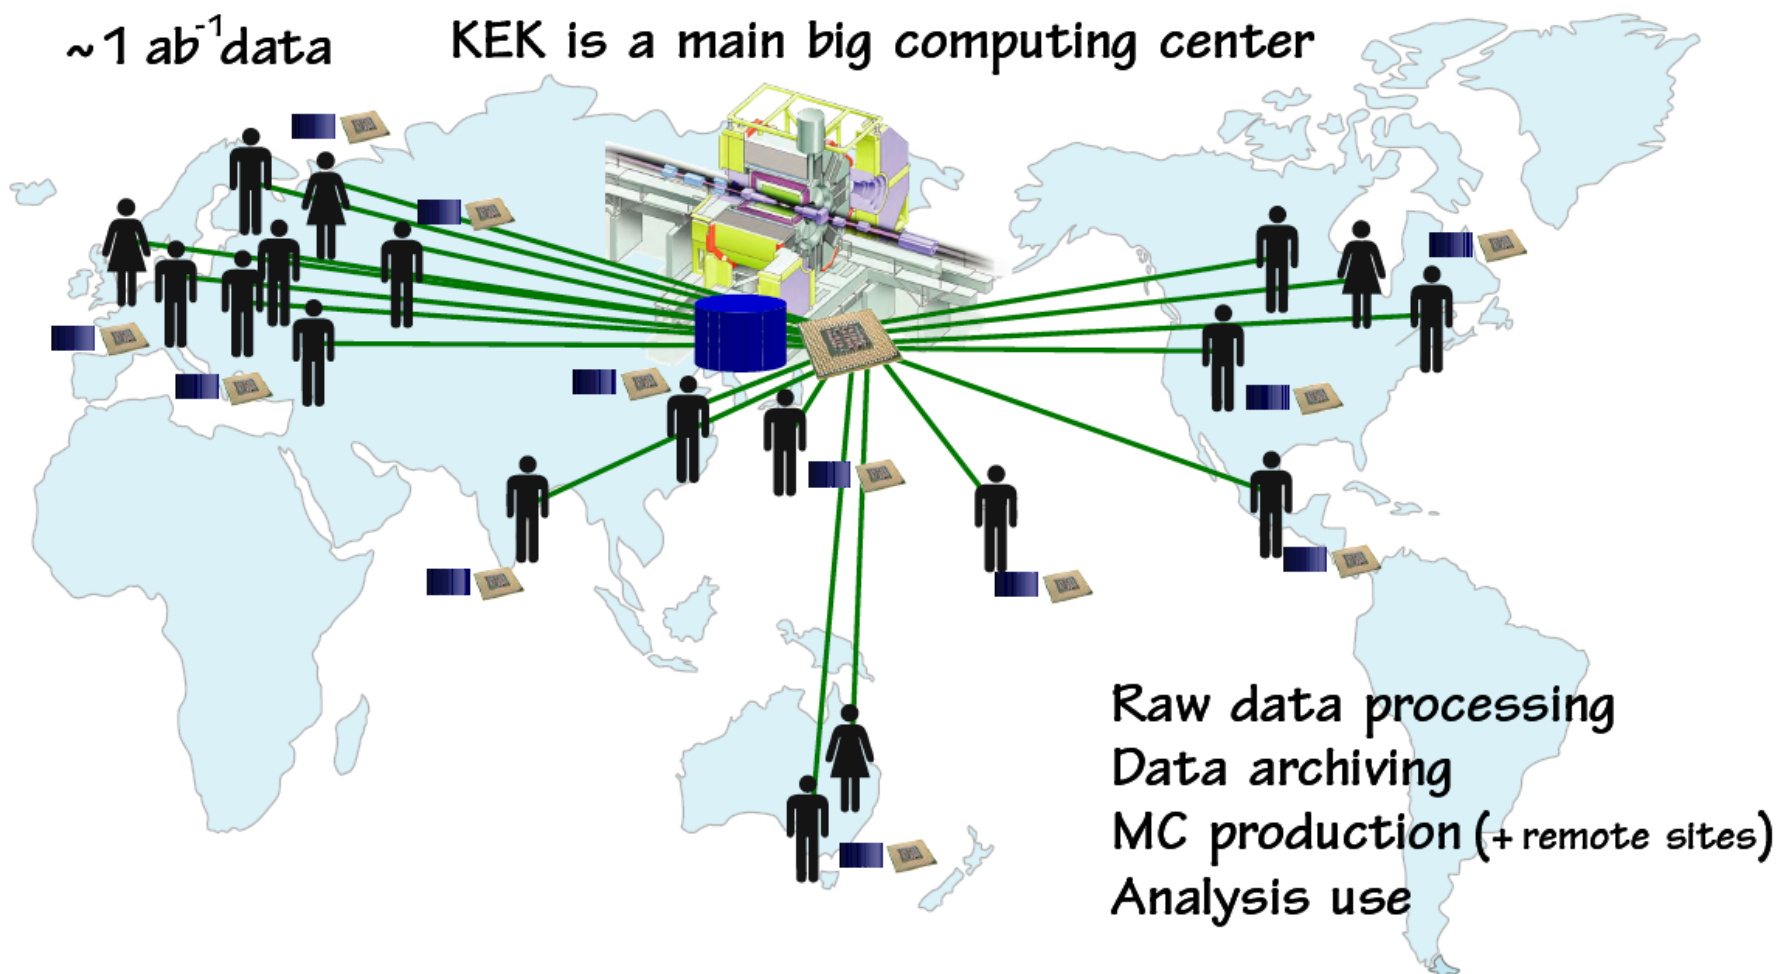 ~1 ab⁻¹data
KEK is a main big computing center
Raw data processing
Data archiving
MC production (+ remote sites)
Analysis use